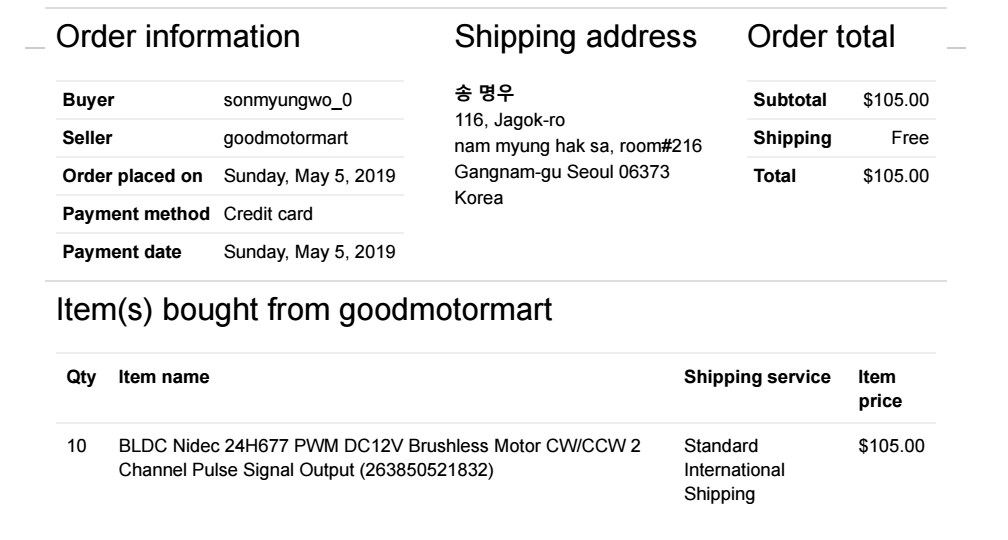 Order information
Buyer sonmyungwo_0
Seller goodmotormart
Order placed on Sunday, May 5, 2019
Payment method Credit card
Payment date Sunday, May 5, 2019
Shipping address
송 명우
116, Jagok-ro
nam myung hak sa, room#216
Gangnam-gu Seoul 06373
Korea
Order total
Subtotal $105.00
Shipping Free
Total $105.00
Item(s) bought from goodmotormart
Qty Item name Shipping service Item
price
10 BLDC Nidec 24H677 PWM DC12V Brushless Motor CW/CCW 2 Standard $105.00
Channel Pulse Signal Output (263850521832) International
Shipping